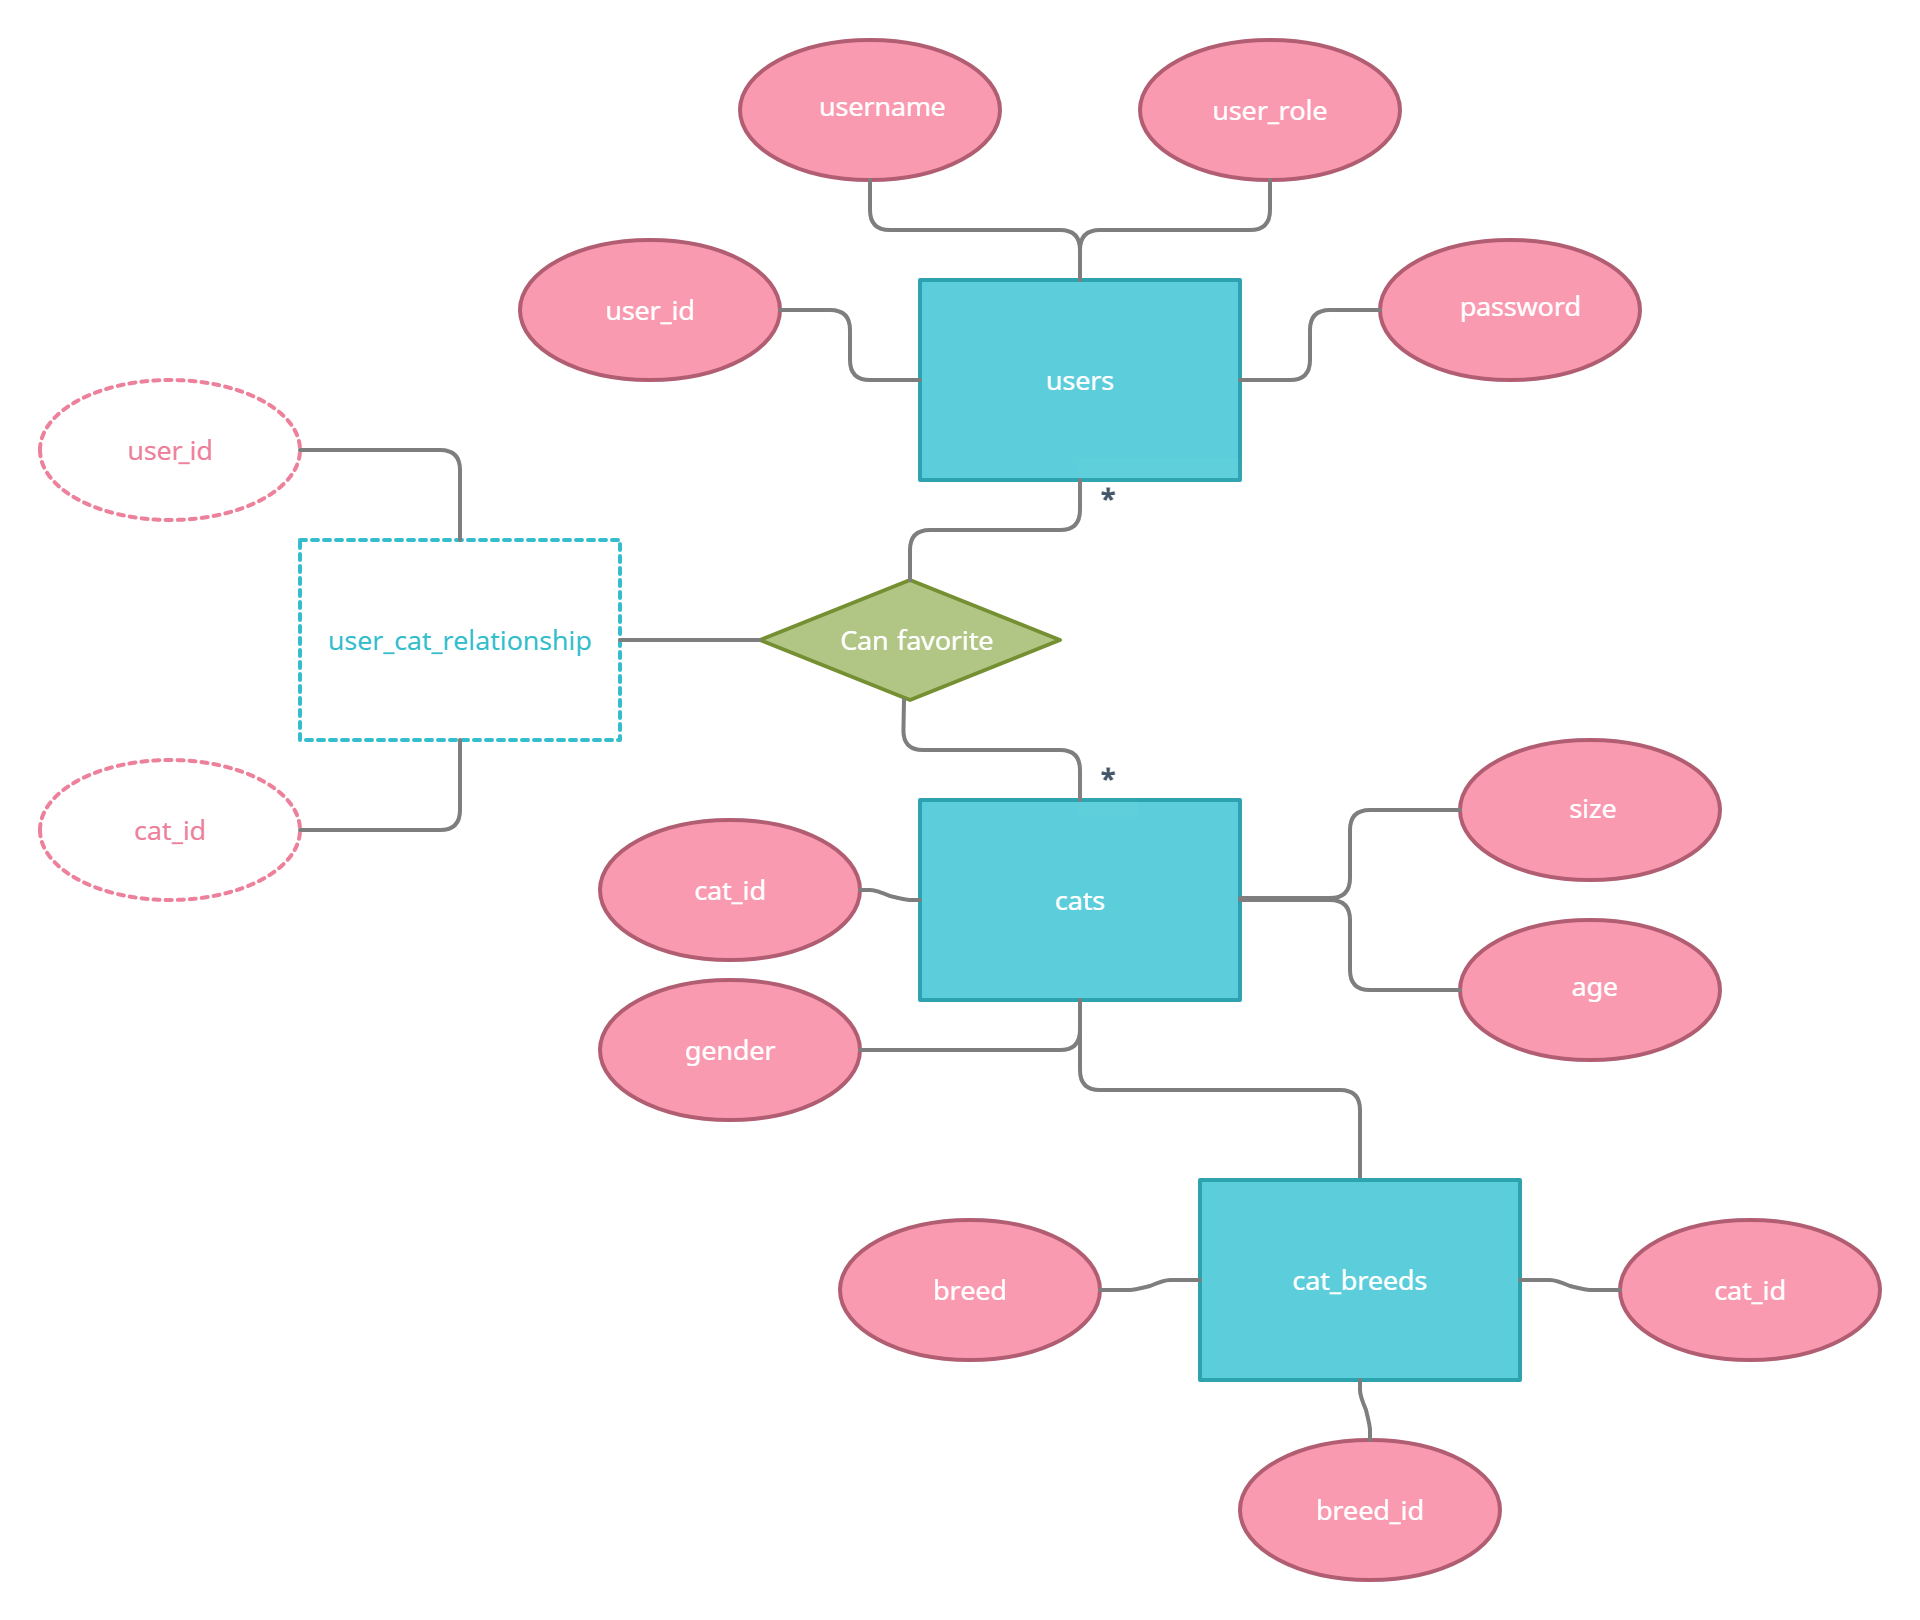 username
user_role
user_id
password
users
user_id
*
user_cat_relationship
Can favorite
*
cat_id
size
cat_id
cats
age
gender
breed
cat_breeds
cat_id
breed_id